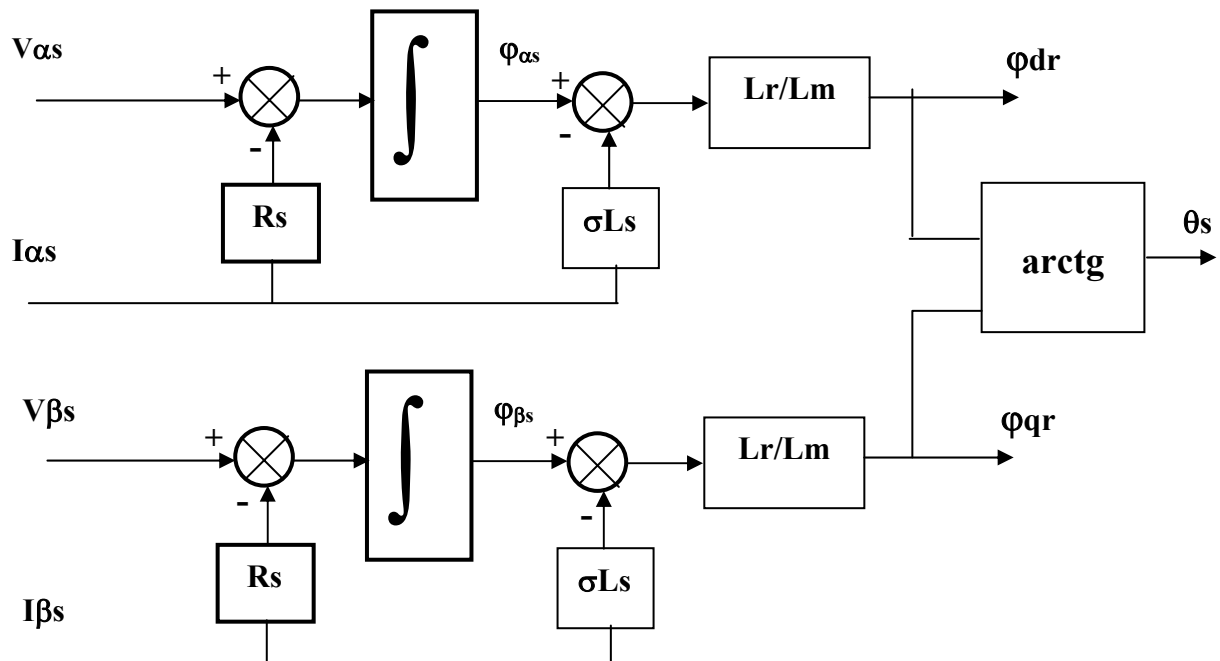 Vαs
+
-
Rs
Iαs
φαs
+
-
σLs
Lr/Lm
φdr
arctg
θs
Vβs
+
-
Rs
Iβs
φβs
+
-
σLs
Lr/Lm
φqr